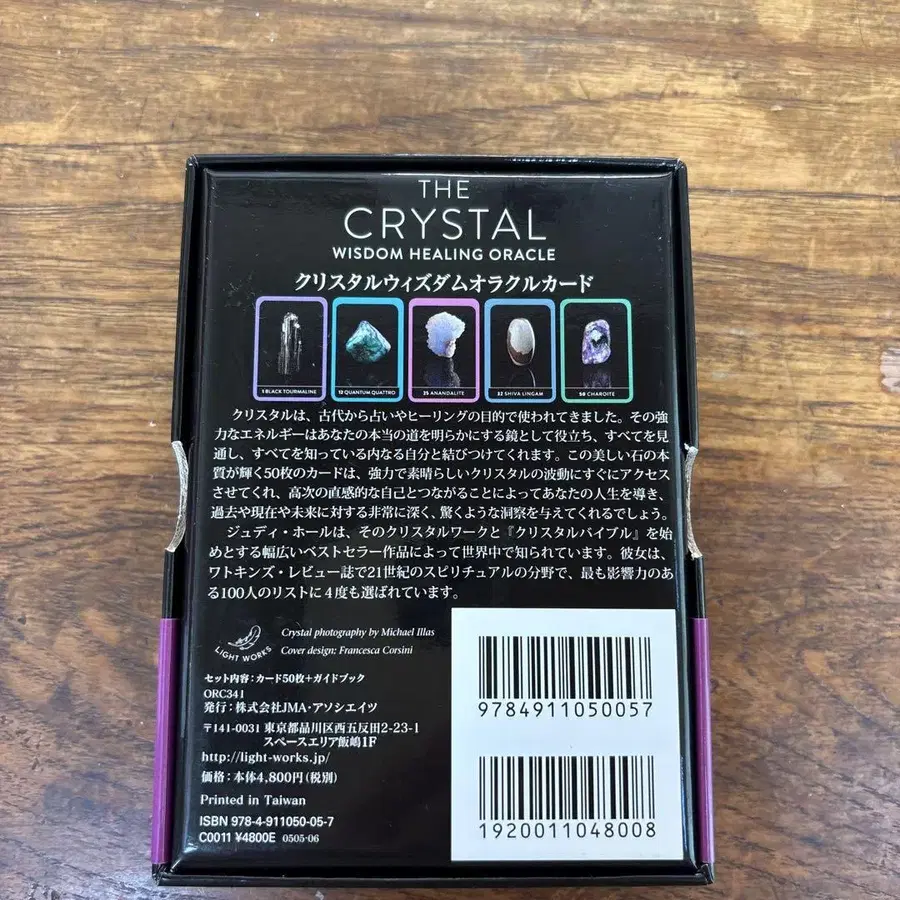 THE
CRYSTAL
WISDOM HEALING ORACLE
クリスタルウィズダムオラクルカード
1 BLACK TOURMALINE
12 QUANTUM QUATTRO
25 ANANDALITE
32 SHIVA LINGAM
50 CHAROITE
クリスタルは、古代から占いやヒーリングの目的で使われてきました。その強
力なエネルギーはあなたの本当の道を明らかにする鏡として役立ち、すべてを見
通し、すべてを知っている内なる自分と結びつけてくれます。この美しい石の本
質が輝く50枚のカードは、強力で素晴らしいクリスタルの波動にすぐにアクセス
させてくれ、高次の直感的な自己とつながることによってあなたの人生を導き、
過去や現在や未来に対する非常に深く、驚くような洞察を与えてくれるでしょう。
ジュディ・ホールは、そのクリスタルワークと『クリスタルバイブル』を始
めとする幅広いベストセラー作品によって世界中で知られています。彼女は、
ワトキンズ・レビュー誌で21世紀のスピリチュアルの分野で、最も影響力のあ
る100人のリストに4度も選ばれています。
LIGHT WORKS
Crystal photography by Michael Illas
Cover design: Francesca Corsini
セット内容：カード50枚＋ガイドブック
ORC341
発行：株式会社JMA・アソシエイツ
〒141-0031 東京都品川区西五反田2-23-1
スペースエリア飯嶋1F
http://light-works.jp/
価格：本体4,800円(税別)
Printed in Taiwan
ISBN 978-4-911050-05-7
C0011 ¥4800E 0505-06
9784911050057
1920011048008